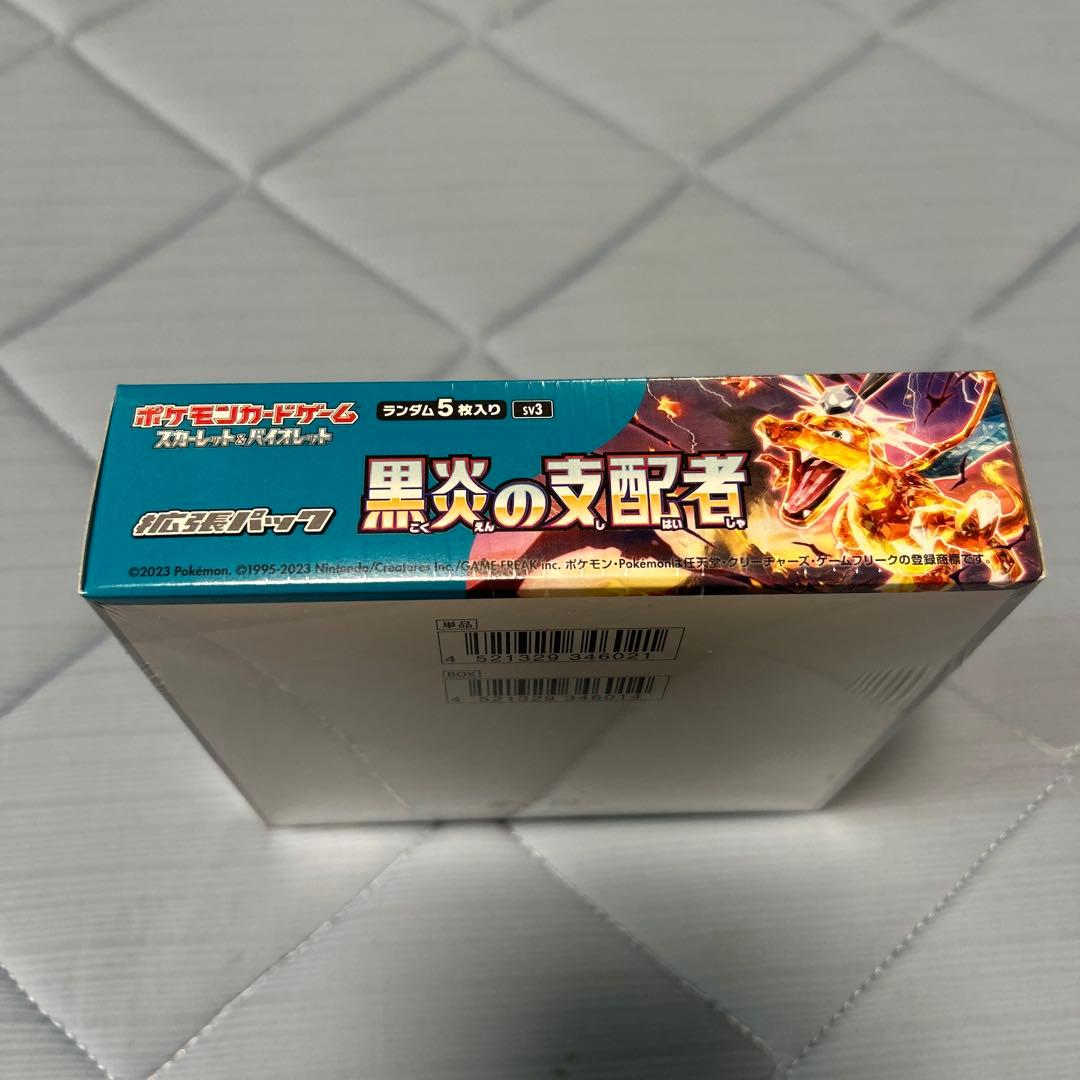 ポケモンカードゲーム
スカーレット&バイオレット
ランダム5枚入り sv3
拡張パック
黒炎の支配者
こく えん し はい しゃ
©2023 Pokémon. ©1995-2023 Nintendo/Creatures Inc./GAME FREAK inc. ポケモン・Pokémonは任天堂・クリーチャーズ・ゲームフリークの登録商標です。
単品
4 521329 346021
BOX
4 521329 346014